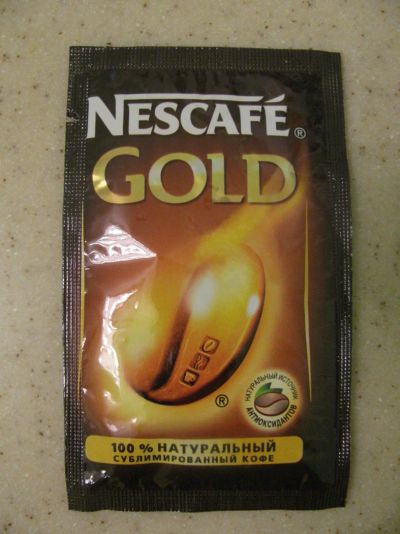 NESCAFÉ®
GOLD
®
НАТУРАЛЬНЫЙ ИСТОЧНИК
АНТИОКСИДАНТОВ
100 % НАТУРАЛЬНЫЙ
СУБЛИМИРОВАННЫЙ КОФЕ